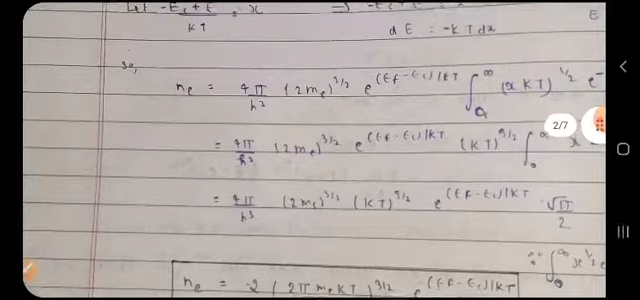 Let -Ec + E / KT = x ⇒
dE = -KT dx
E
so,
ne = 4π/h³ (2me)^3/2 e^(Ef-Ec)/KT ∫₀^∞ (x KT)^1/2 e^-
= 4π/h³ (2me)^3/2 e^(Ef-Ec)/KT (KT)^3/2 ∫₀^∞ x
2/7
= 4π/h³ (2me)^3/2 (KT)^3/2 e^(Ef-Ec)/KT √π/2
∵ ∫₀^∞ x^1/2 e
ne = 2 (2π me KT)^3/2 e^(Ef-Ec)/KT